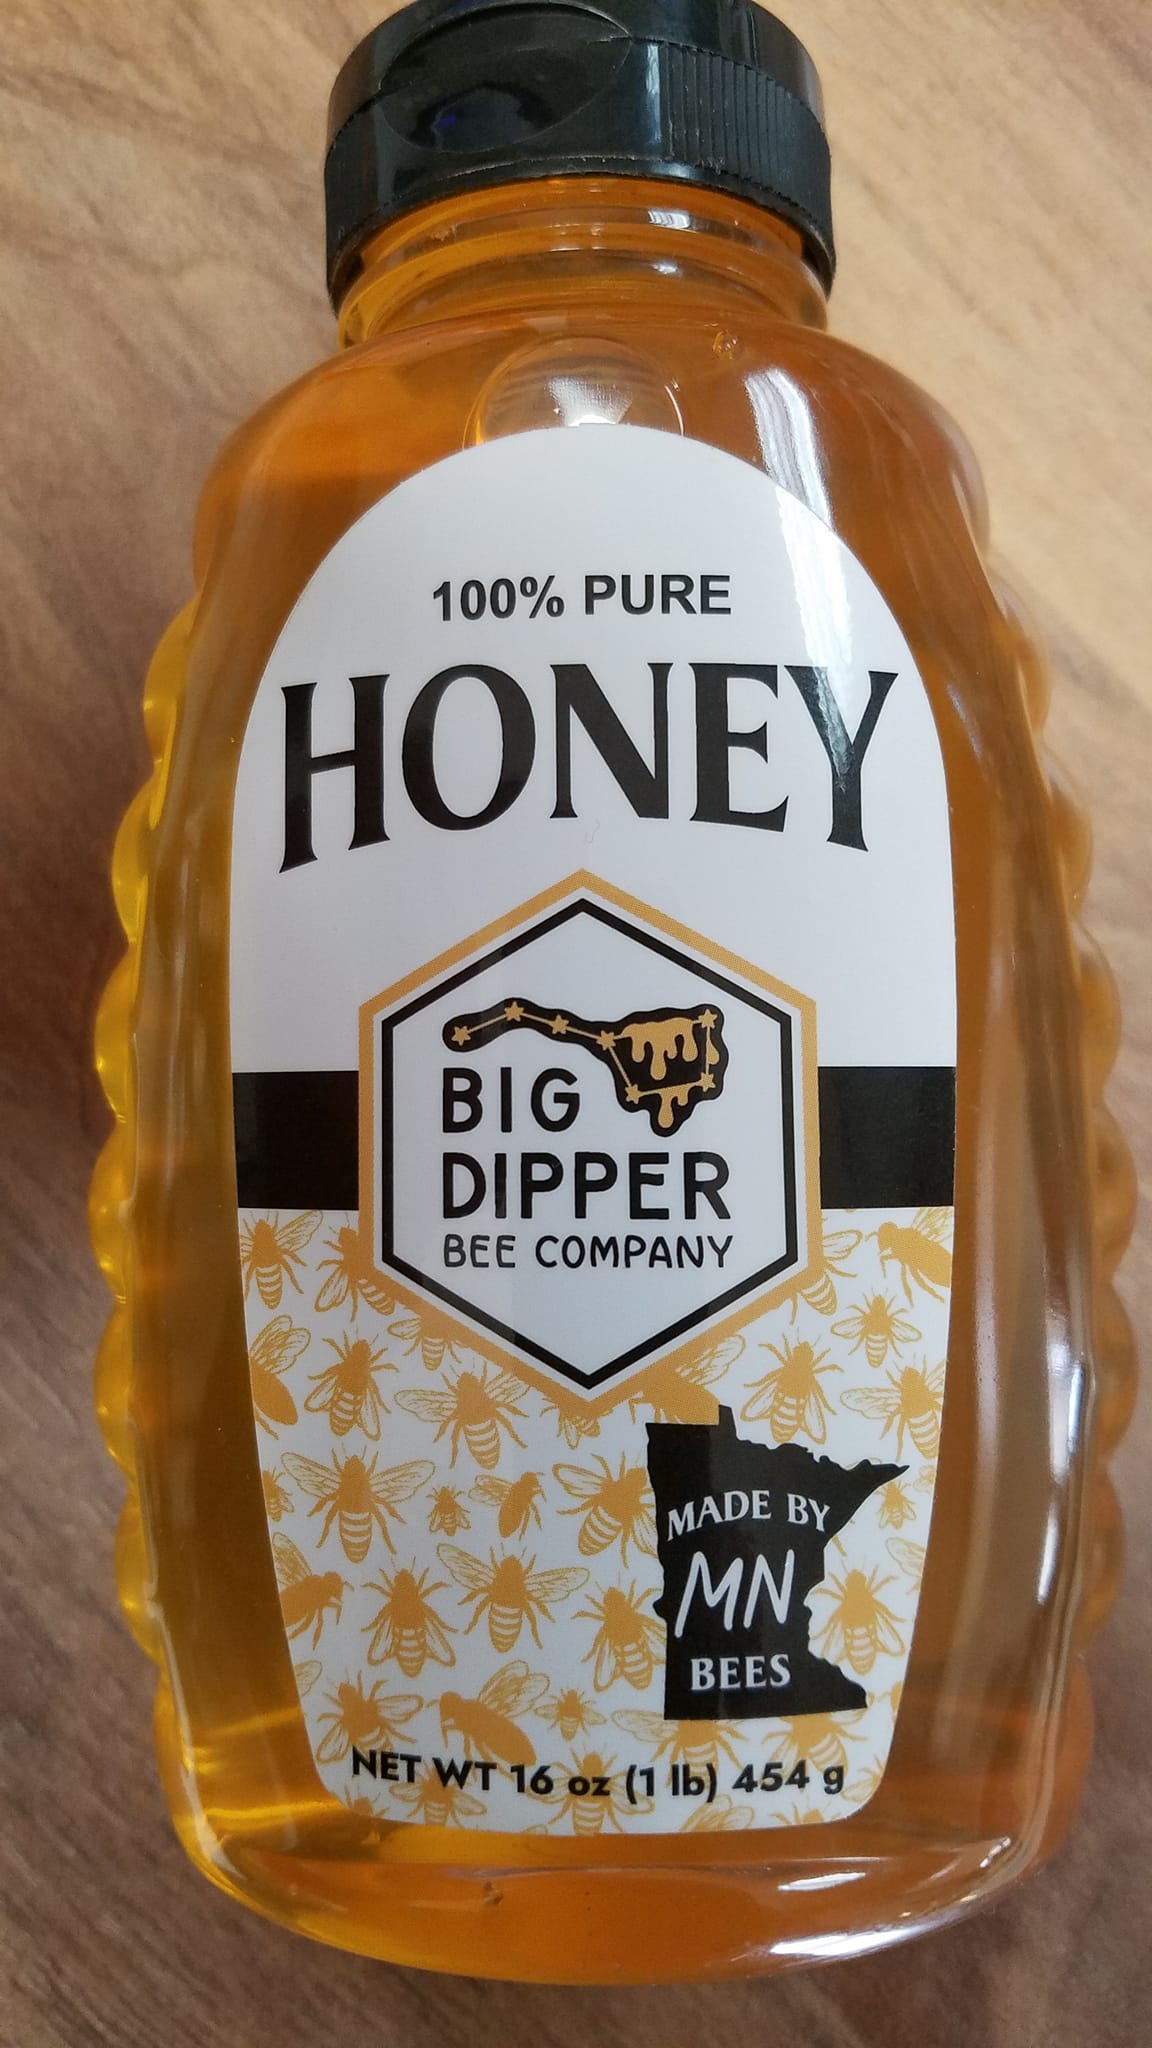 100% PURE
HONEY
BIG
DIPPER
BEE COMPANY
MADE BY
MN
BEES
NET WT 16 oz (1 lb) 454 g